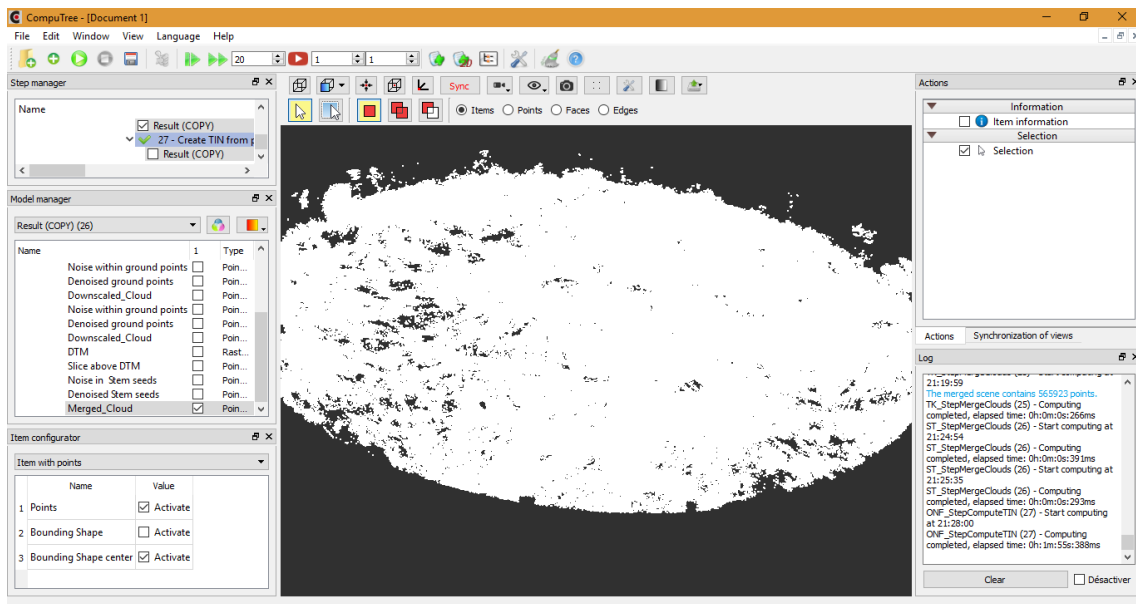 CompuTree - [Document 1]
File Edit Window View Language Help
20 1 1
Step manager
Name
Result (COPY)
27 - Create TIN from p
Result (COPY)
Model manager
Result (COPY) (26)
Name 1 Type
Noise within ground points Poin...
Denoised ground points Poin...
Downscaled_Cloud Poin...
Noise within ground points Poin...
Denoised ground points Poin...
Downscaled_Cloud Poin...
DTM Rast...
Slice above DTM Poin...
Noise in Stem seeds Poin...
Denoised Stem seeds Poin...
Merged_Cloud Poin...
Item configurator
Item with points
Name Value
1 Points Activate
2 Bounding Shape Activate
3 Bounding Shape center Activate
Sync
Items Points Faces Edges
Actions
Information
Item information
Selection
Selection
Actions Synchronization of views
Log
21:19:59
The merged scene contains 565923 points.
TK_StepMergeClouds (25) - Computing
completed, elapsed time: 0h:0m:0s:266ms
ST_StepMergeClouds (26) - Start computing at
21:24:54
ST_StepMergeClouds (26) - Computing
completed, elapsed time: 0h:0m:0s:391ms
ST_StepMergeClouds (26) - Start computing at
21:25:35
ST_StepMergeClouds (26) - Computing
completed, elapsed time: 0h:0m:0s:293ms
ONF_StepComputeTIN (27) - Start computing
at 21:28:00
ONF_StepComputeTIN (27) - Computing
completed, elapsed time: 0h:1m:55s:388ms
Clear Désactiver